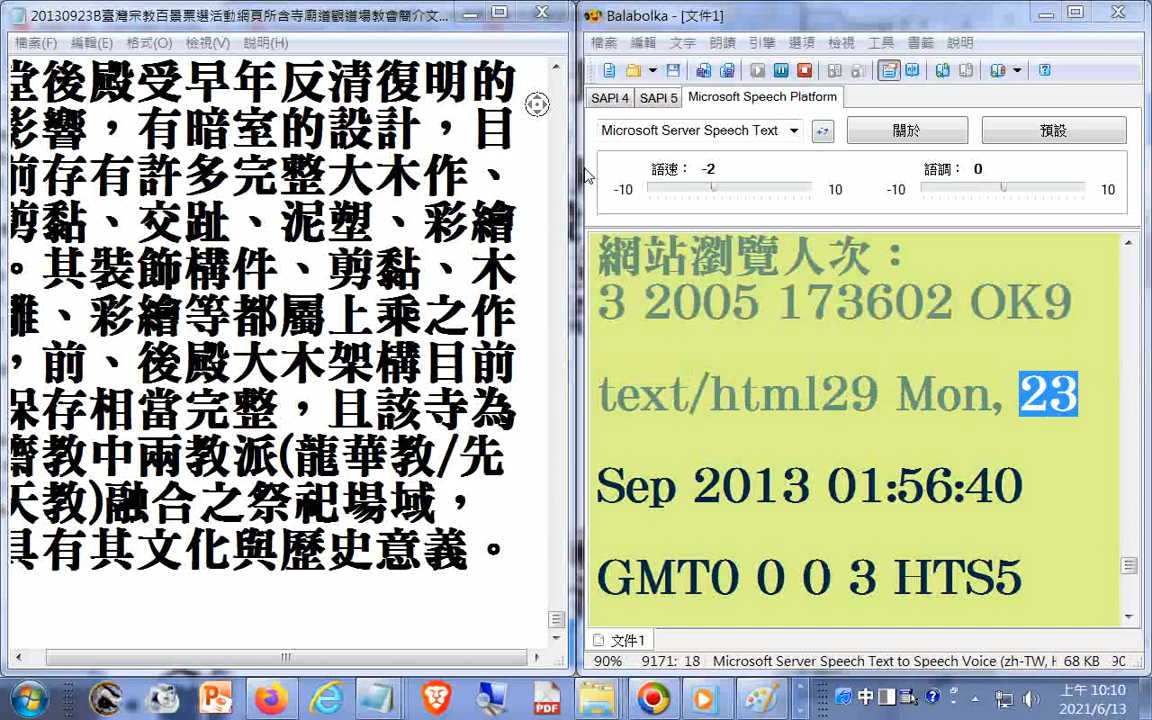 20130923B臺灣宗教百景票選活動網頁所含寺廟道觀道場教會簡介文...
檔案(F) 編輯(E) 格式(O) 檢視(V) 說明(H)
堂後殿受早年反清復明的
影響，有暗室的設計，目
前存有許多完整大木作、
剪黏、交趾、泥塑、彩繪
。其裝飾構件、剪黏、木
雕、彩繪等都屬上乘之作
，前、後殿大木架構目前
保存相當完整，且該寺為
齋教中兩教派(龍華教/先
天教)融合之祭祀場域，
具有其文化與歷史意義。
Balabolka - [文件1]
檔案 編輯 文字 朗讀 引擎 選項 檢視 工具 書籤 說明
SAPI 4 SAPI 5 Microsoft Speech Platform
Microsoft Server Speech Text 關於 預設
語速： -2 語調： 0
-10 10 -10 10
網站瀏覽人次：
3 2005 173602 OK9
text/html29 Mon, 23
Sep 2013 01:56:40
GMT0 0 0 3 HTS5
文件1
90% 9171: 18 Microsoft Server Speech Text to Speech Voice (zh-TW, H 68 KB 90
PDF 中 上午 10:10
2021/6/13